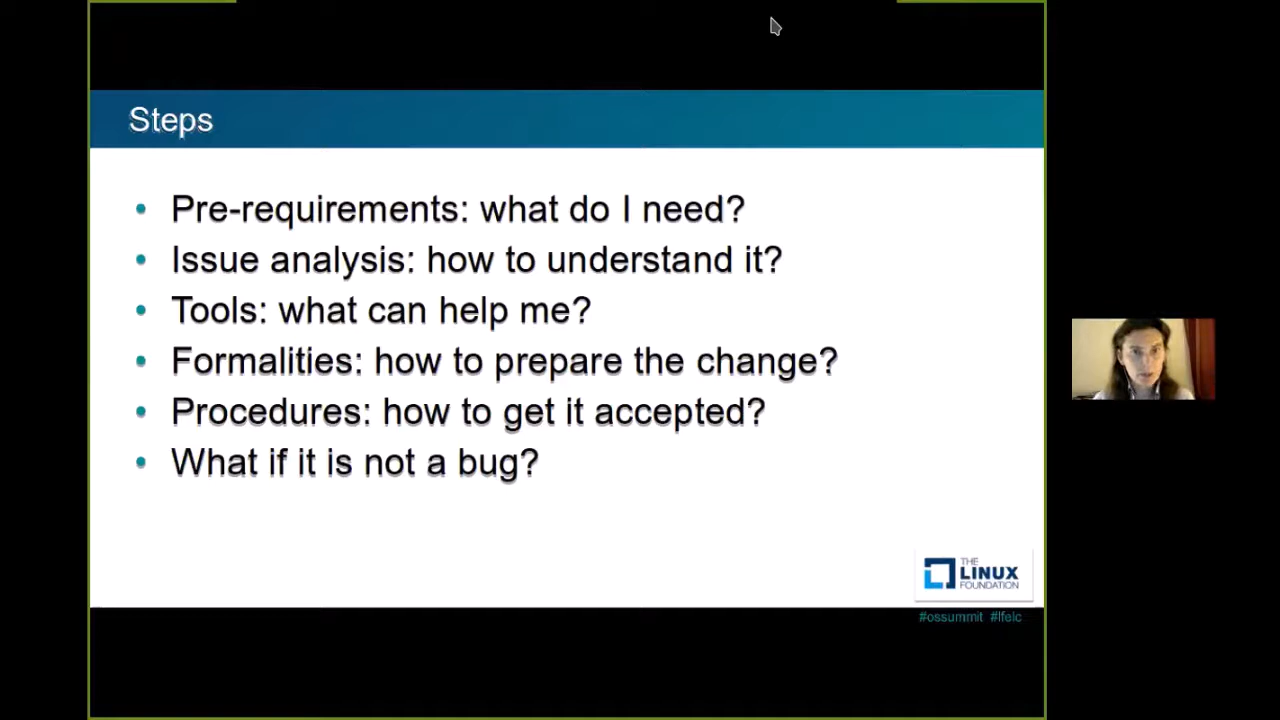 Steps
• Pre-requirements: what do I need?
• Issue analysis: how to understand it?
• Tools: what can help me?
• Formalities: how to prepare the change?
• Procedures: how to get it accepted?
• What if it is not a bug?
THE
LINUX
FOUNDATION
#ossummit #lfelc